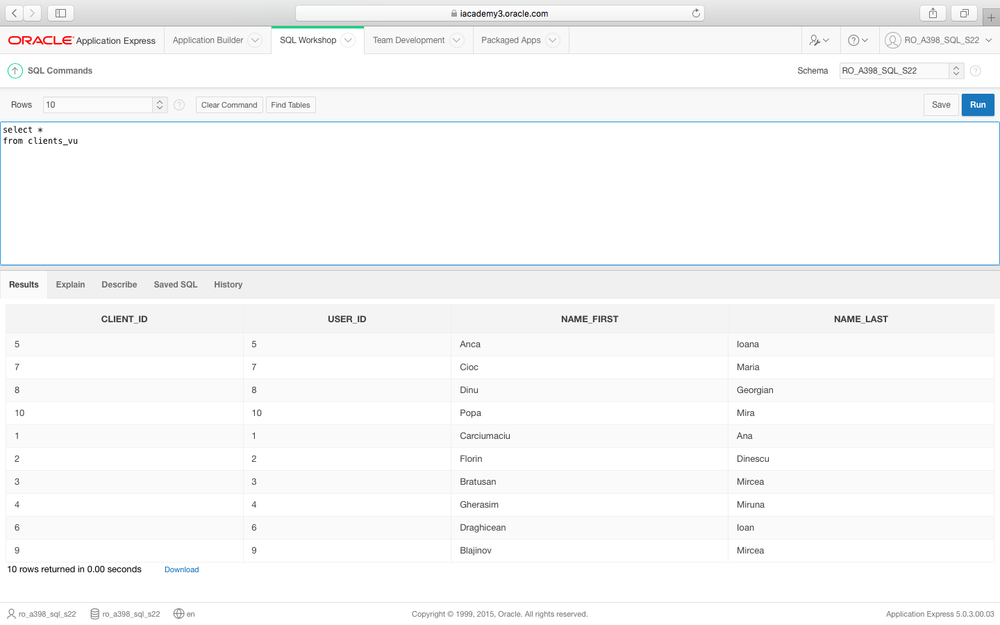 iacademy3.oracle.com
ORACLE Application Express Application Builder SQL Workshop Team Development Packaged Apps RO_A398_SQL_S22
SQL Commands Schema RO_A398_SQL_S22 ?
Rows 10 ? Clear Command Find Tables Save Run
select *
from clients_vu
Results Explain Describe Saved SQL History
CLIENT_ID USER_ID NAME_FIRST NAME_LAST
5 5 Anca Ioana
7 7 Cioc Maria
8 8 Dinu Georgian
10 10 Popa Mira
1 1 Carciumaciu Ana
2 2 Florin Dinescu
3 3 Bratusan Mircea
4 4 Gherasim Miruna
6 6 Draghicean Ioan
9 9 Blajinov Mircea
10 rows returned in 0.00 seconds Download
ro_a398_sql_s22 ro_a398_sql_s22 en Copyright © 1999, 2015, Oracle. All rights reserved. Application Express 5.0.3.00.03